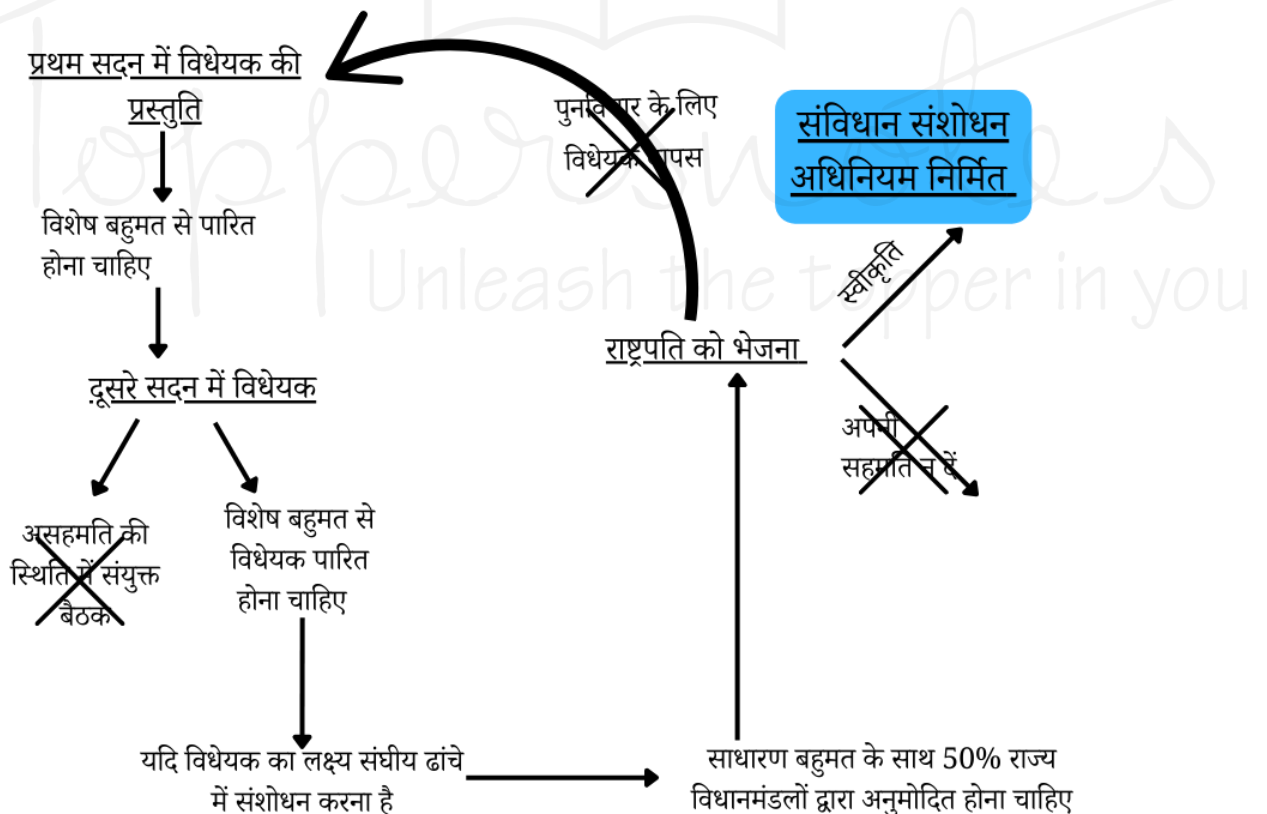 प्रथम सदन में विधेयक की
प्रस्तुति
विशेष बहुमत से पारित
होना चाहिए
दूसरे सदन में विधेयक
असहमति की
स्थिति में संयुक्त
बैठक
विशेष बहुमत से
विधेयक पारित
होना चाहिए
यदि विधेयक का लक्ष्य संघीय ढांचे
में संशोधन करना है
साधारण बहुमत के साथ 50% राज्य
विधानमंडलों द्वारा अनुमोदित होना चाहिए
राष्ट्रपति को भेजना
पुनर्विचार के लिए
विधेयक वापस
स्वीकृति
अपनी
सहमति न दें
संविधान संशोधन
अधिनियम निर्मित
Toppersnotes
Unleash the topper in you